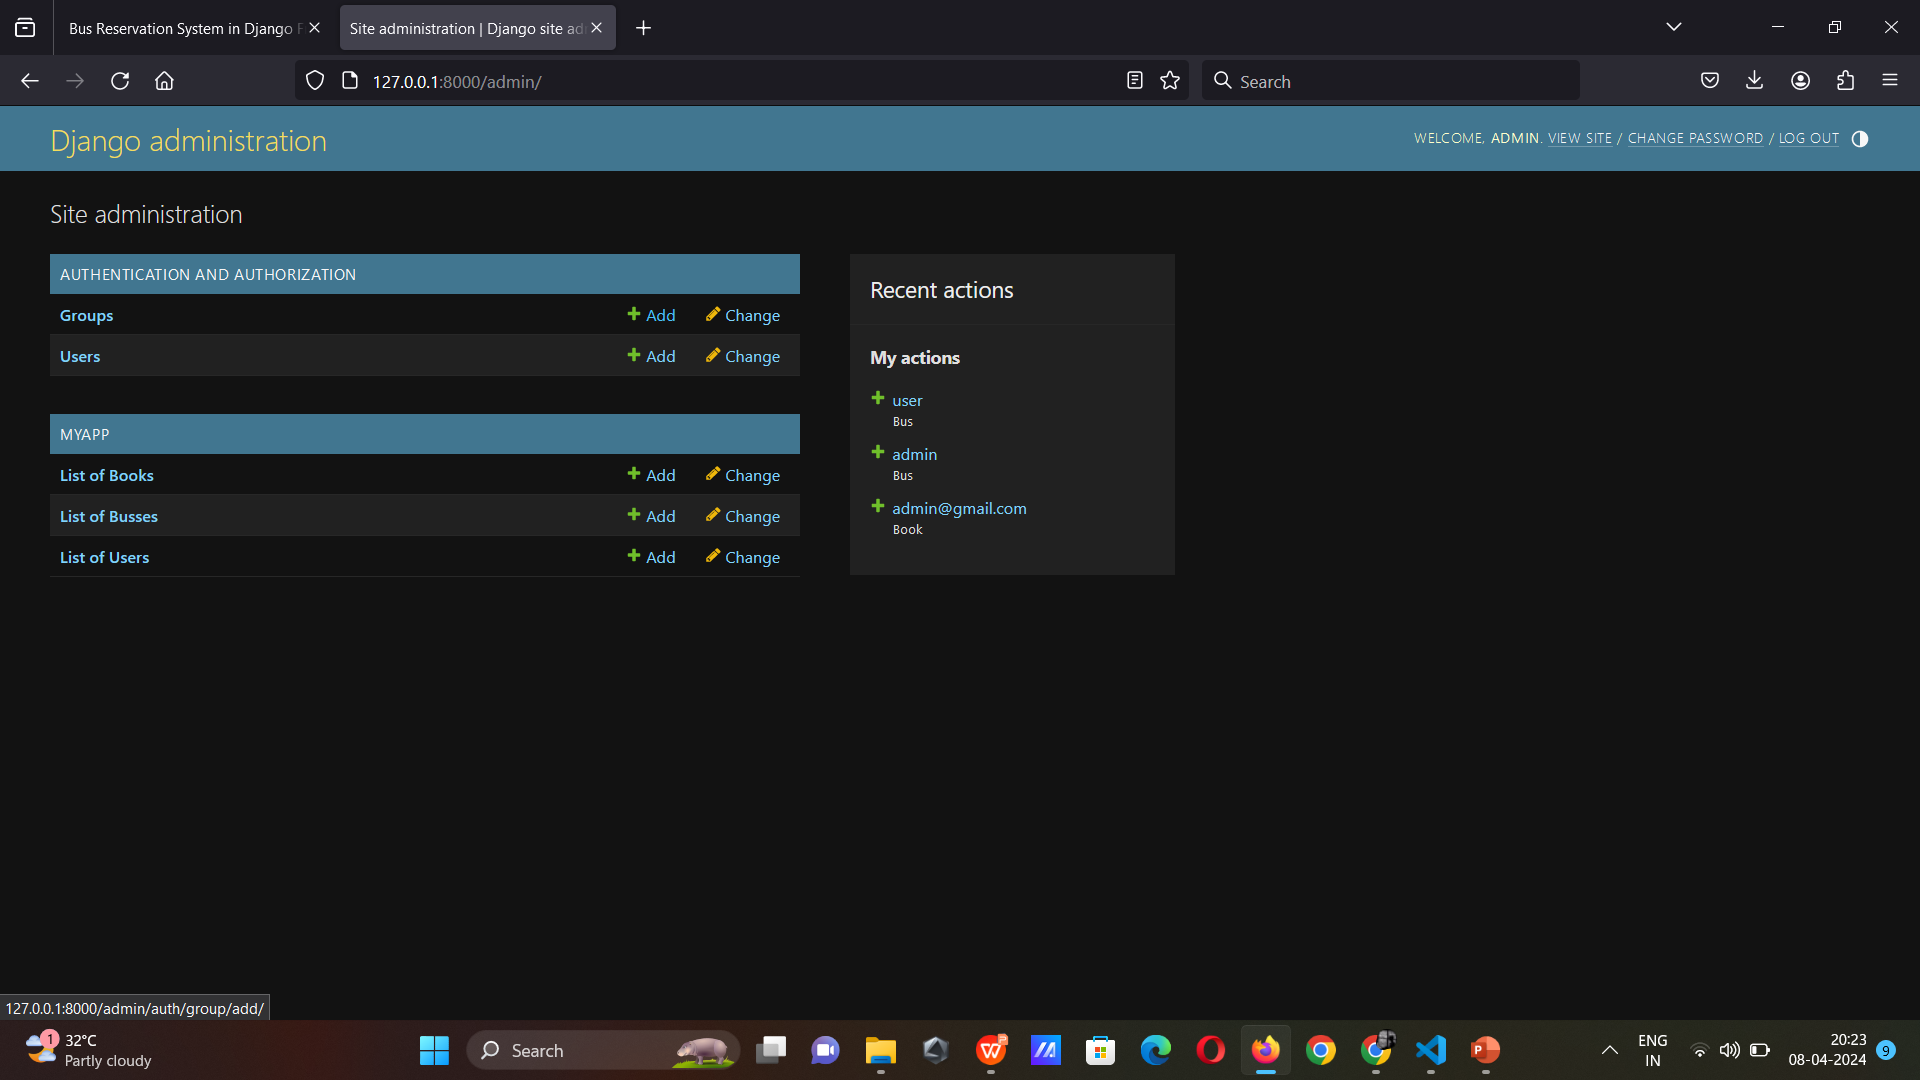 Bus Reservation System in Django
Site administration | Django site ad
127.0.0.1:8000/admin/
Search
Django administration
WELCOME, ADMIN. VIEW SITE / CHANGE PASSWORD / LOG OUT
Site administration
AUTHENTICATION AND AUTHORIZATION
Groups Add Change
Users Add Change
MYAPP
List of Books Add Change
List of Busses Add Change
List of Users Add Change
Recent actions
My actions
user
Bus
admin
Bus
admin@gmail.com
Book
127.0.0.1:8000/admin/auth/group/add/
1
32°C
Partly cloudy
Search
ENG
IN
20:23
08-04-2024
9